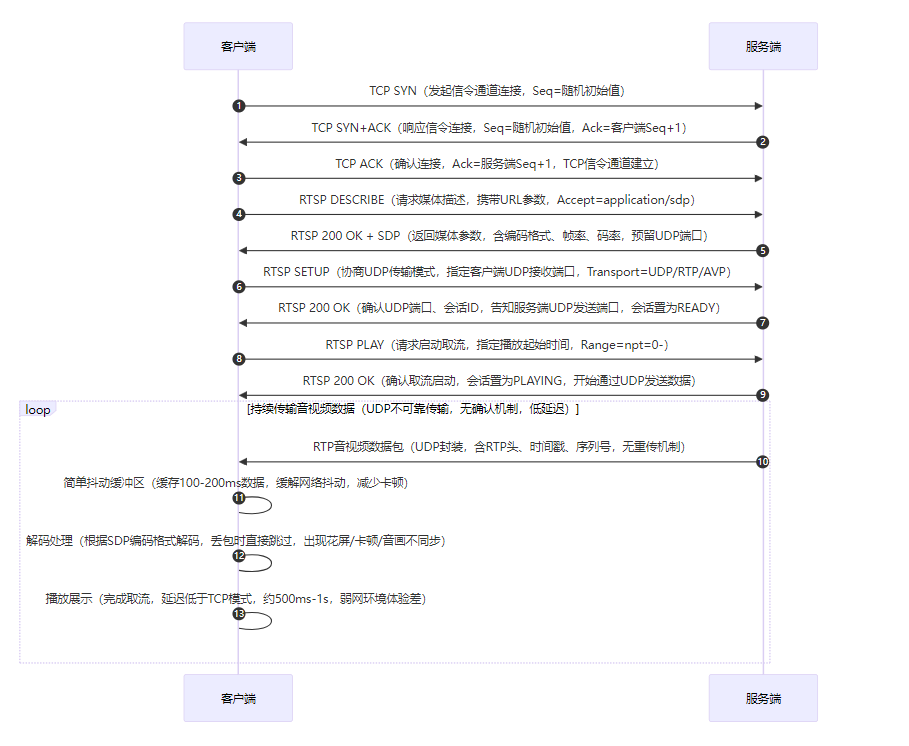 客户端
服务端
TCP SYN（发起信令通道连接，Seq=随机初始值）
1
TCP SYN+ACK（响应信令连接，Seq=随机初始值，Ack=客户端Seq+1）
2
TCP ACK（确认连接，Ack=服务端Seq+1，TCP信令通道建立）
3
RTSP DESCRIBE（请求媒体描述，携带URL参数，Accept=application/sdp）
4
RTSP 200 OK + SDP（返回媒体参数，含编码格式、帧率、码率，预留UDP端口）
5
RTSP SETUP（协商UDP传输模式，指定客户端UDP接收端口，Transport=UDP/RTP/AVP）
6
RTSP 200 OK（确认UDP端口、会话ID，告知服务端UDP发送端口，会话置为READY）
7
RTSP PLAY（请求启动取流，指定播放起始时间，Range=npt=0-）
8
RTSP 200 OK（确认取流启动，会话置为PLAYING，开始通过UDP发送数据）
9
loop
[持续传输音视频数据（UDP不可靠传输，无确认机制，低延迟）]
RTP音视频数据包（UDP封装，含RTP头、时间戳、序列号，无重传机制）
10
简单抖动缓冲区（缓存100-200ms数据，缓解网络抖动，减少卡顿）
11
解码处理（根据SDP编码格式解码，丢包时直接跳过，出现花屏/卡顿/音画不同步）
12
播放展示（完成取流，延迟低于TCP模式，约500ms-1s，弱网环境体验差）
13
客户端
服务端